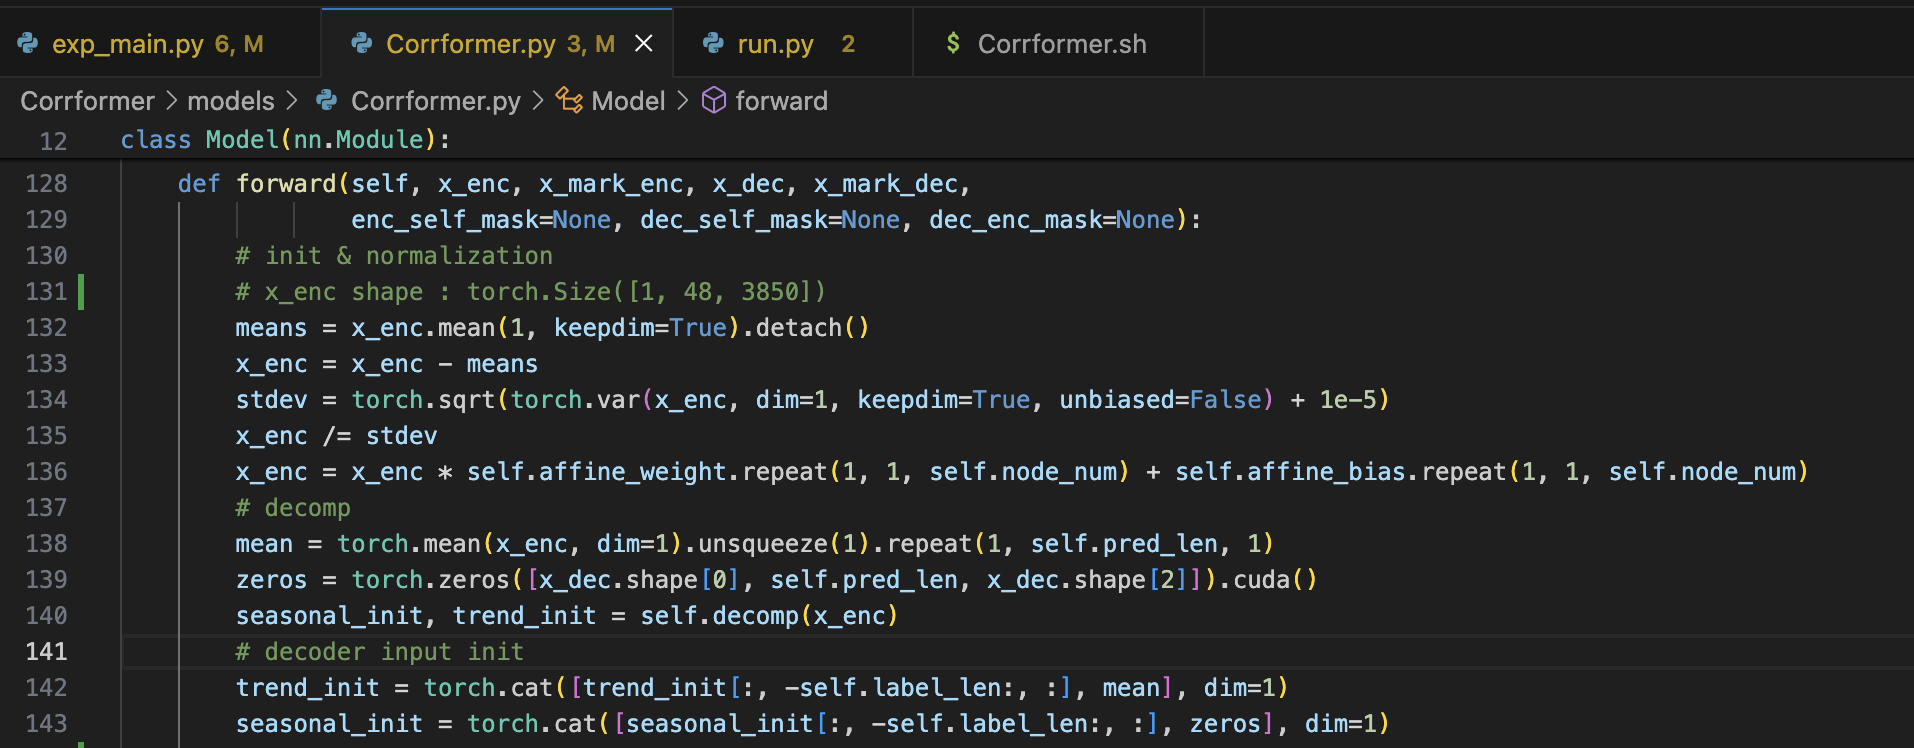 exp_main.py 6, M Corrformer.py 3, M run.py 2 $ Corrformer.sh
Corrformer > models > Corrformer.py > Model > forward
12 class Model(nn.Module):
128 def forward(self, x_enc, x_mark_enc, x_dec, x_mark_dec,
129 enc_self_mask=None, dec_self_mask=None, dec_enc_mask=None):
130 # init & normalization
131 # x_enc shape : torch.Size([1, 48, 3850])
132 means = x_enc.mean(1, keepdim=True).detach()
133 x_enc = x_enc - means
134 stdev = torch.sqrt(torch.var(x_enc, dim=1, keepdim=True, unbiased=False) + 1e-5)
135 x_enc /= stdev
136 x_enc = x_enc * self.affine_weight.repeat(1, 1, self.node_num) + self.affine_bias.repeat(1, 1, self.node_num)
137 # decomp
138 mean = torch.mean(x_enc, dim=1).unsqueeze(1).repeat(1, self.pred_len, 1)
139 zeros = torch.zeros([x_dec.shape[0], self.pred_len, x_dec.shape[2]]).cuda()
140 seasonal_init, trend_init = self.decomp(x_enc)
141 # decoder input init
142 trend_init = torch.cat([trend_init[:, -self.label_len:, :], mean], dim=1)
143 seasonal_init = torch.cat([seasonal_init[:, -self.label_len:, :], zeros], dim=1)